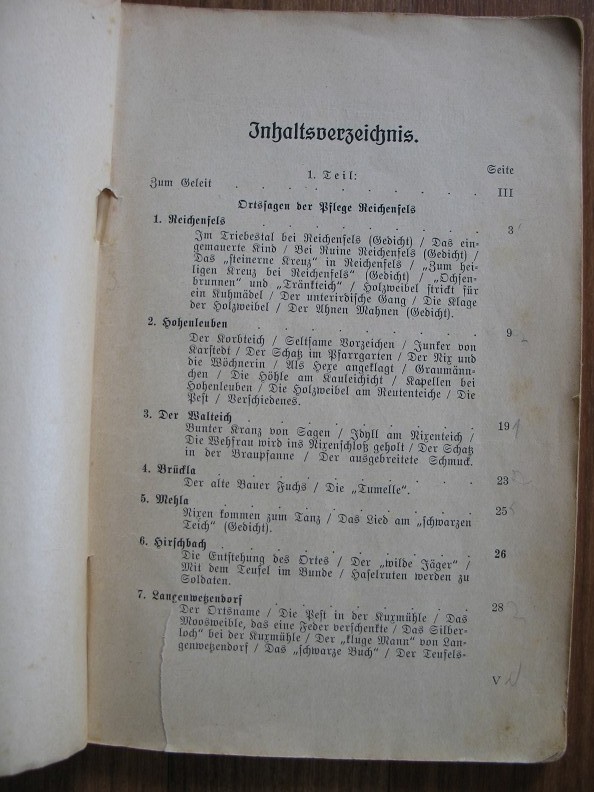 Inhaltsverzeichnis.
1. Teil:
Seite
Zum Geleit . . . . . . . . . III
Ortssagen der Pflege Reichenfels
1. Reichenfels . . . . . . . . 3
Im Triebestal bei Reichenfels (Gedicht) / Das ein-
gemauerte Kind / Bei Ruine Reichenfels (Gedicht) /
Das „steinerne Kreuz“ in Reichenfels / „Zum hei-
ligen Kreuz bei Reichenfels“ (Gedicht) / „Ochsen-
brunnen“ und „Tränkteich“ / Holzweibel strickt für
ein Kuhmädel / Der unterirdische Gang / Die Klage
der Holzweibel / Der Ahnen Mahnen (Gedicht).
2. Hohenleuben . . . . . . . 9
Der Korbteich / Seltsame Vorzeichen / Junker von
Karstedt / Der Schatz im Pfarrgarten / Der Nix und
die Wöchnerin / Als Hexe angeklagt / Graumänn-
chen / Die Höhle am Kauleichicht / Kapellen bei
Hohenleuben / Die Holzweibel am Reutenteiche / Die
Pest / Verschiedenes.
3. Der Walteich . . . . . . . 19
Bunter Kranz von Sagen / Idyll am Nixenteich /
Die Wehfrau wird ins Nixenschloß geholt / Der Schatz
in der Braupfanne / Der ausgebreitete Schmuck.
4. Brückla . . . . . . . . 23
Der alte Bauer Fuchs / Die „Tumelle“.
5. Mehla . . . . . . . . 25
Nixen kommen zum Tanz / Das Lied am „schwarzen
Teich“ (Gedicht).
6. Hirschbach . . . . . . . . 26
Die Entstehung des Ortes / Der „wilde Jäger“ /
Mit dem Teufel im Bunde / Haselruten werden zu
Soldaten.
7. Langenwetzendorf . . . . . . 28
Der Ortsname / Die Pest in der Kurmühle / Das
Moosweible, das eine Feder verschenkte / Das Silber-
loch“ bei der Kurmühle / Der „kluge Mann“ von Lan-
genwetzendorf / Das „schwarze Buch“ / Der Teufels-
V